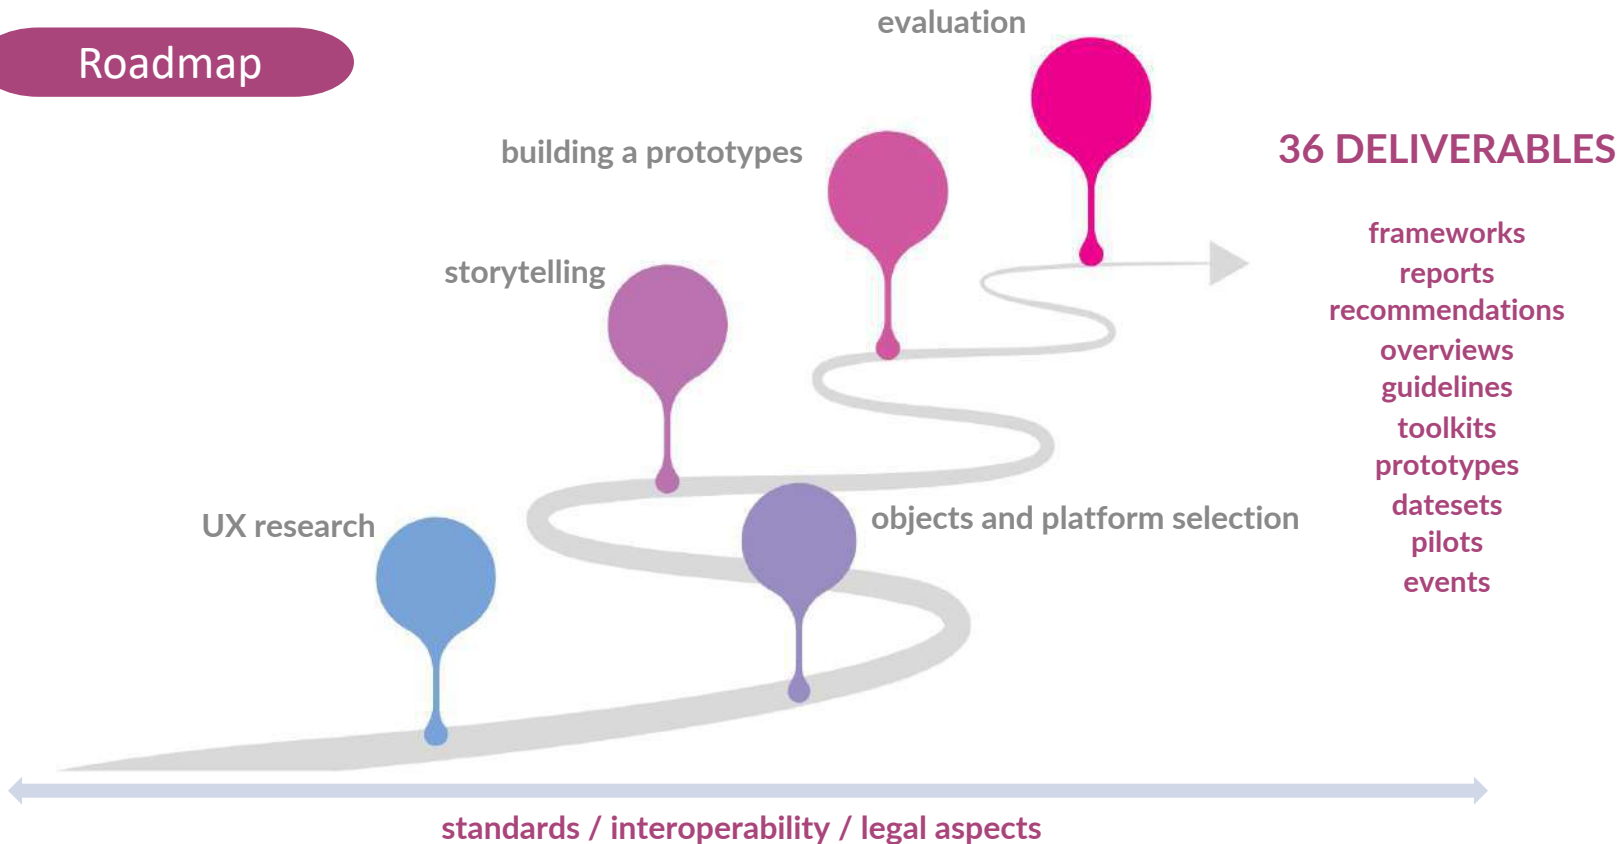 Roadmap
evaluation
building a prototypes
storytelling
UX research
objects and platform selection
36 DELIVERABLES
frameworks
reports
recommendations
overviews
guidelines
toolkits
prototypes
datesets
pilots
events
standards / interoperability / legal aspects